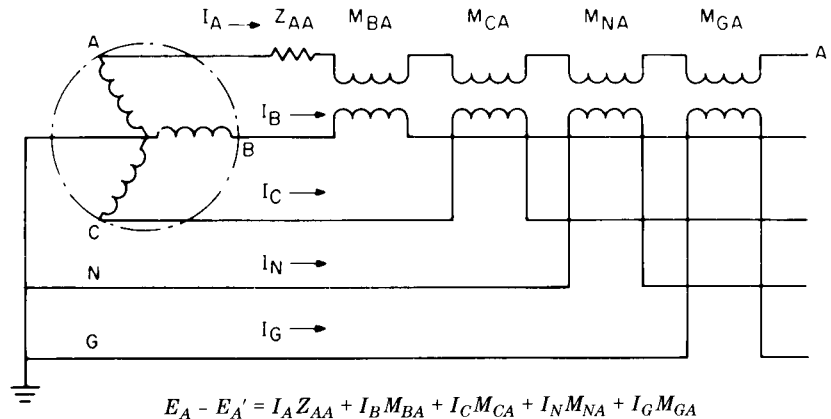 I_A → Z_AA M_BA M_CA M_NA M_GA
A A
I_B →
B
I_C →
C
N I_N →
G I_G →
E_A − E_A′ = I_A Z_AA + I_B M_BA + I_C M_CA + I_N M_NA + I_G M_GA